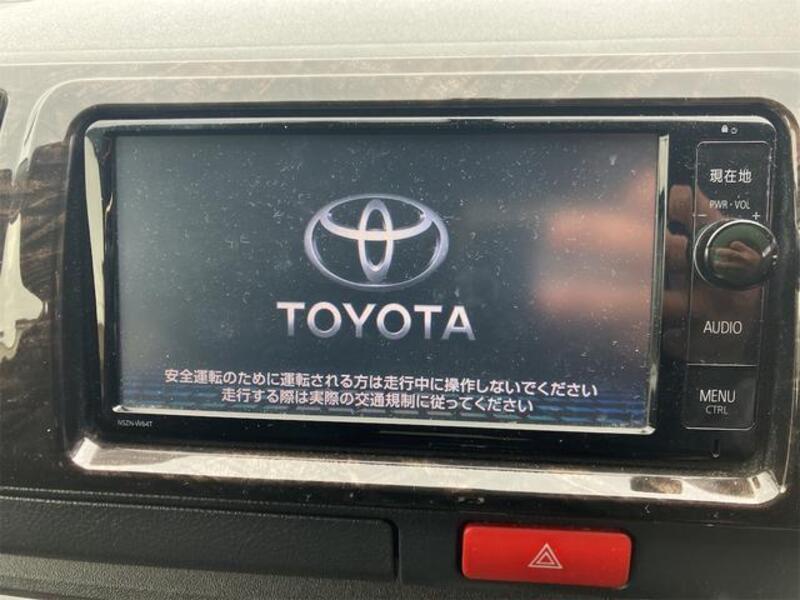 現在地
PWR・VOL
− +
TOYOTA
AUDIO
安全運転のために運転される方は走行中に操作しないでください
走行する際は実際の交通規制に従ってください
MENU
CTRL
NSZN-W64T